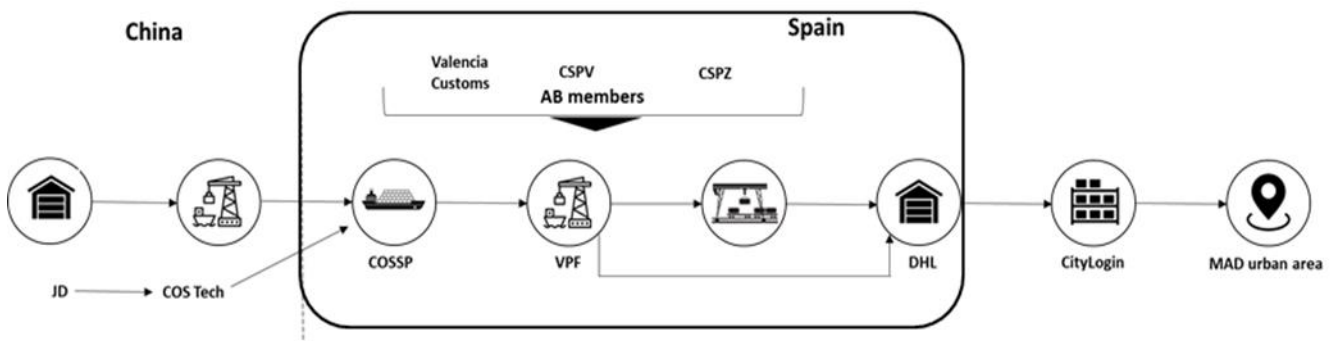 China
Spain
Valencia
Customs
CSPV
CSPZ
AB members
COSSP
VPF
DHL
CityLogin
MAD urban area
JD
COS Tech